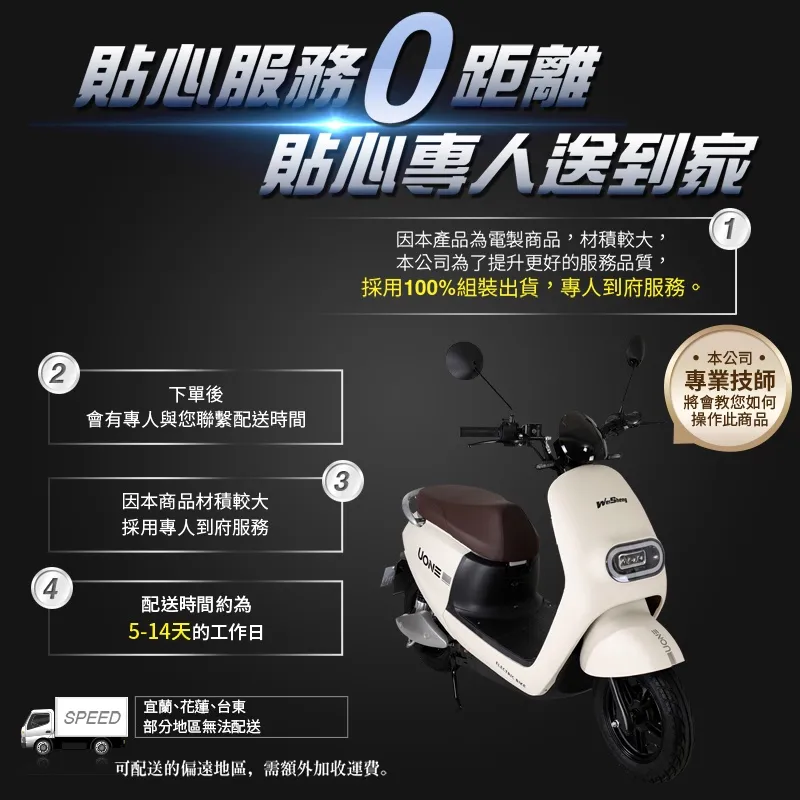 貼心服務0距離
貼心專人送到家
1
因本產品為電製商品，材積較大，
本公司為了提升更好的服務品質，
採用100%組裝出貨，專人到府服務。
• 本公司 •
專業技師
將會教您如何
操作此商品
2
下單後
會有專人與您聯繫配送時間
3
因本商品材積較大
採用專人到府服務
4
配送時間約為
5-14天的工作日
WeSheng
UONE
UONE
ELECTRIC BIKE
SPEED
宜蘭、花蓮、台東
部分地區無法配送
可配送的偏遠地區，需額外加收運費。